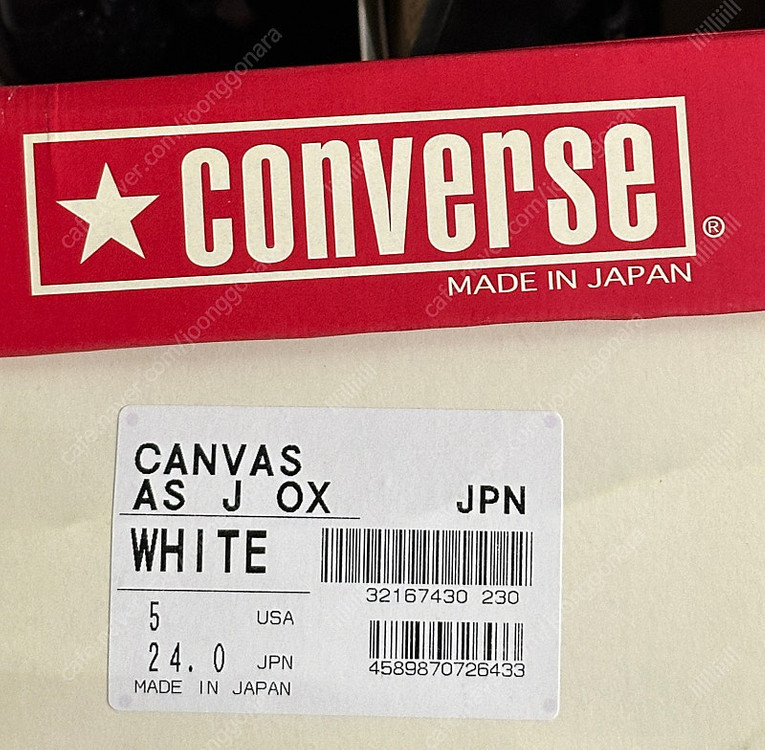 ★ CONVERSE ®
MADE IN JAPAN
CANVAS
AS J OX JPN
WHITE
32167430 230
5 USA
24.0 JPN
4589870726433
MADE IN JAPAN